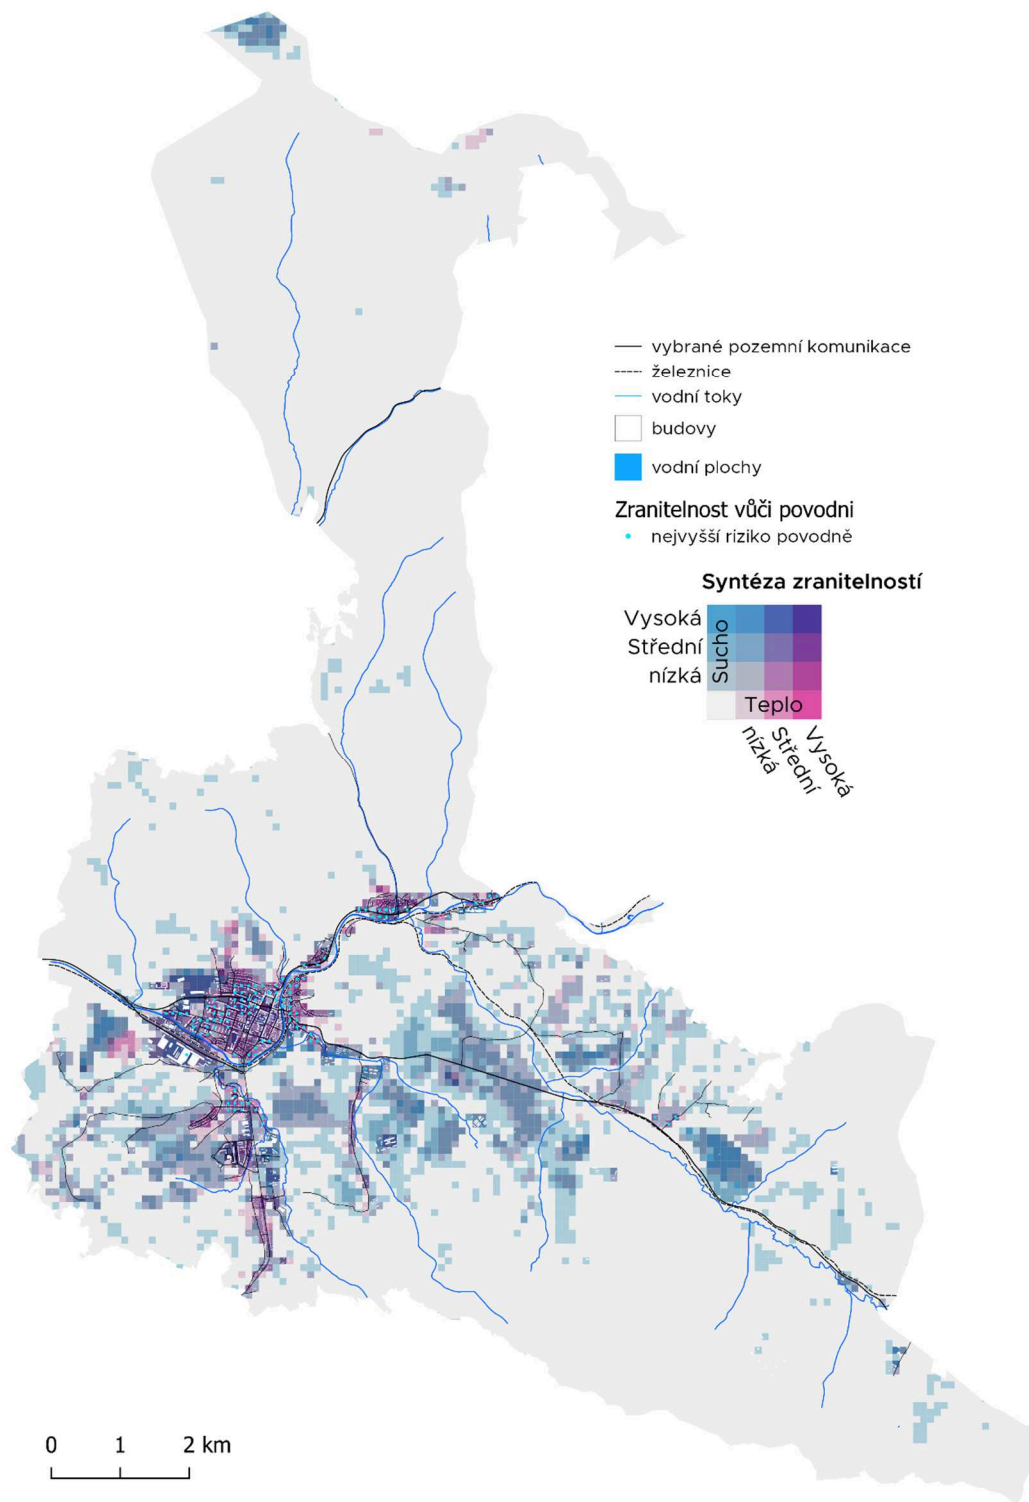 vybrané pozemní komunikace
železnice
vodní toky
budovy
vodní plochy
Zranitelnost vůči povodni
nejvyšší riziko povodně
Syntéza zranitelností
Vysoká
Střední
nízká
Sucho
Teplo
nízká
Střední
Vysoká
0 1 2 km